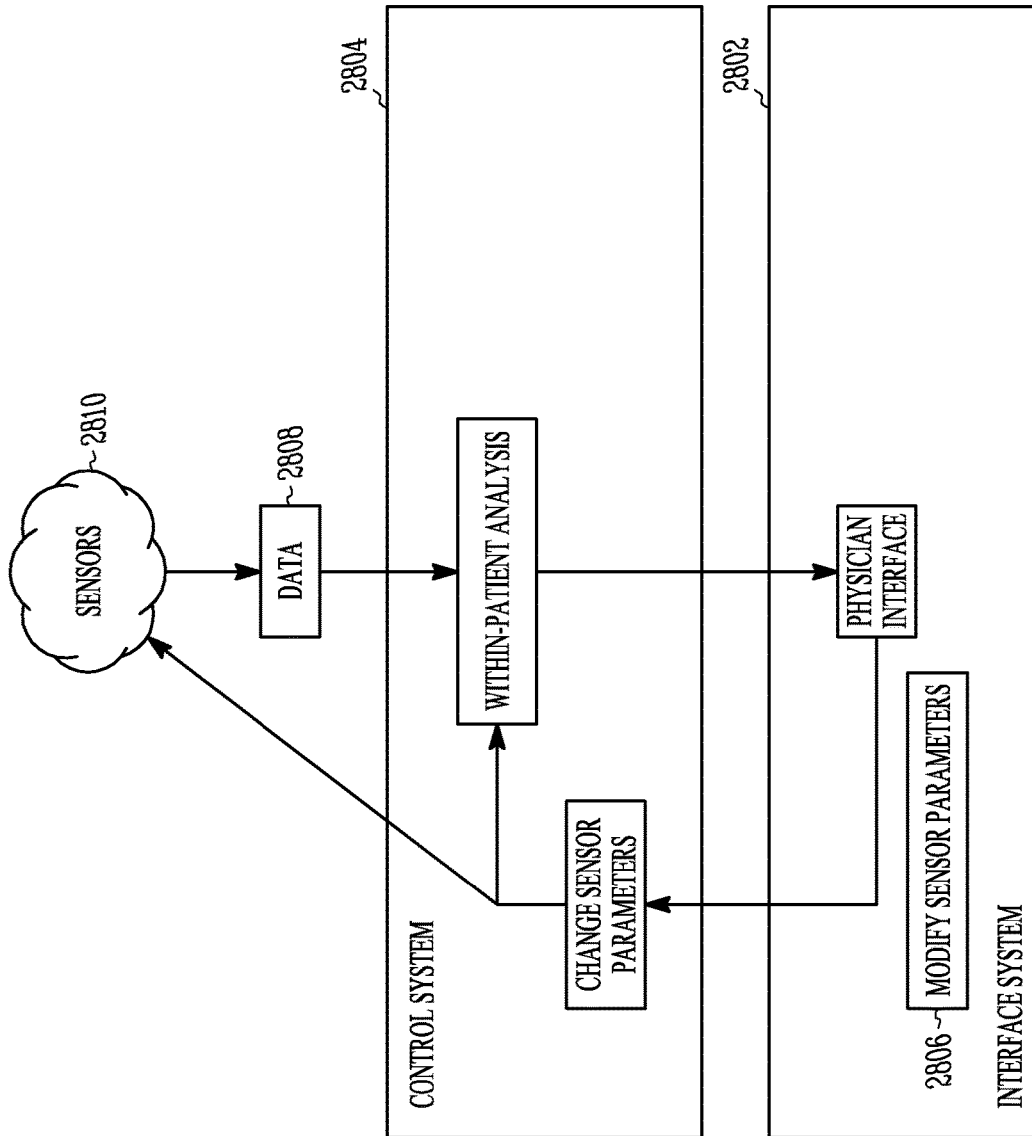 2810
SENSORS
2808
DATA
2804
CONTROL SYSTEM
WITHIN-PATIENT ANALYSIS
CHANGE SENSOR
PARAMETERS
2802
PHYSICIAN
INTERFACE
2806
MODIFY SENSOR PARAMETERS
INTERFACE SYSTEM